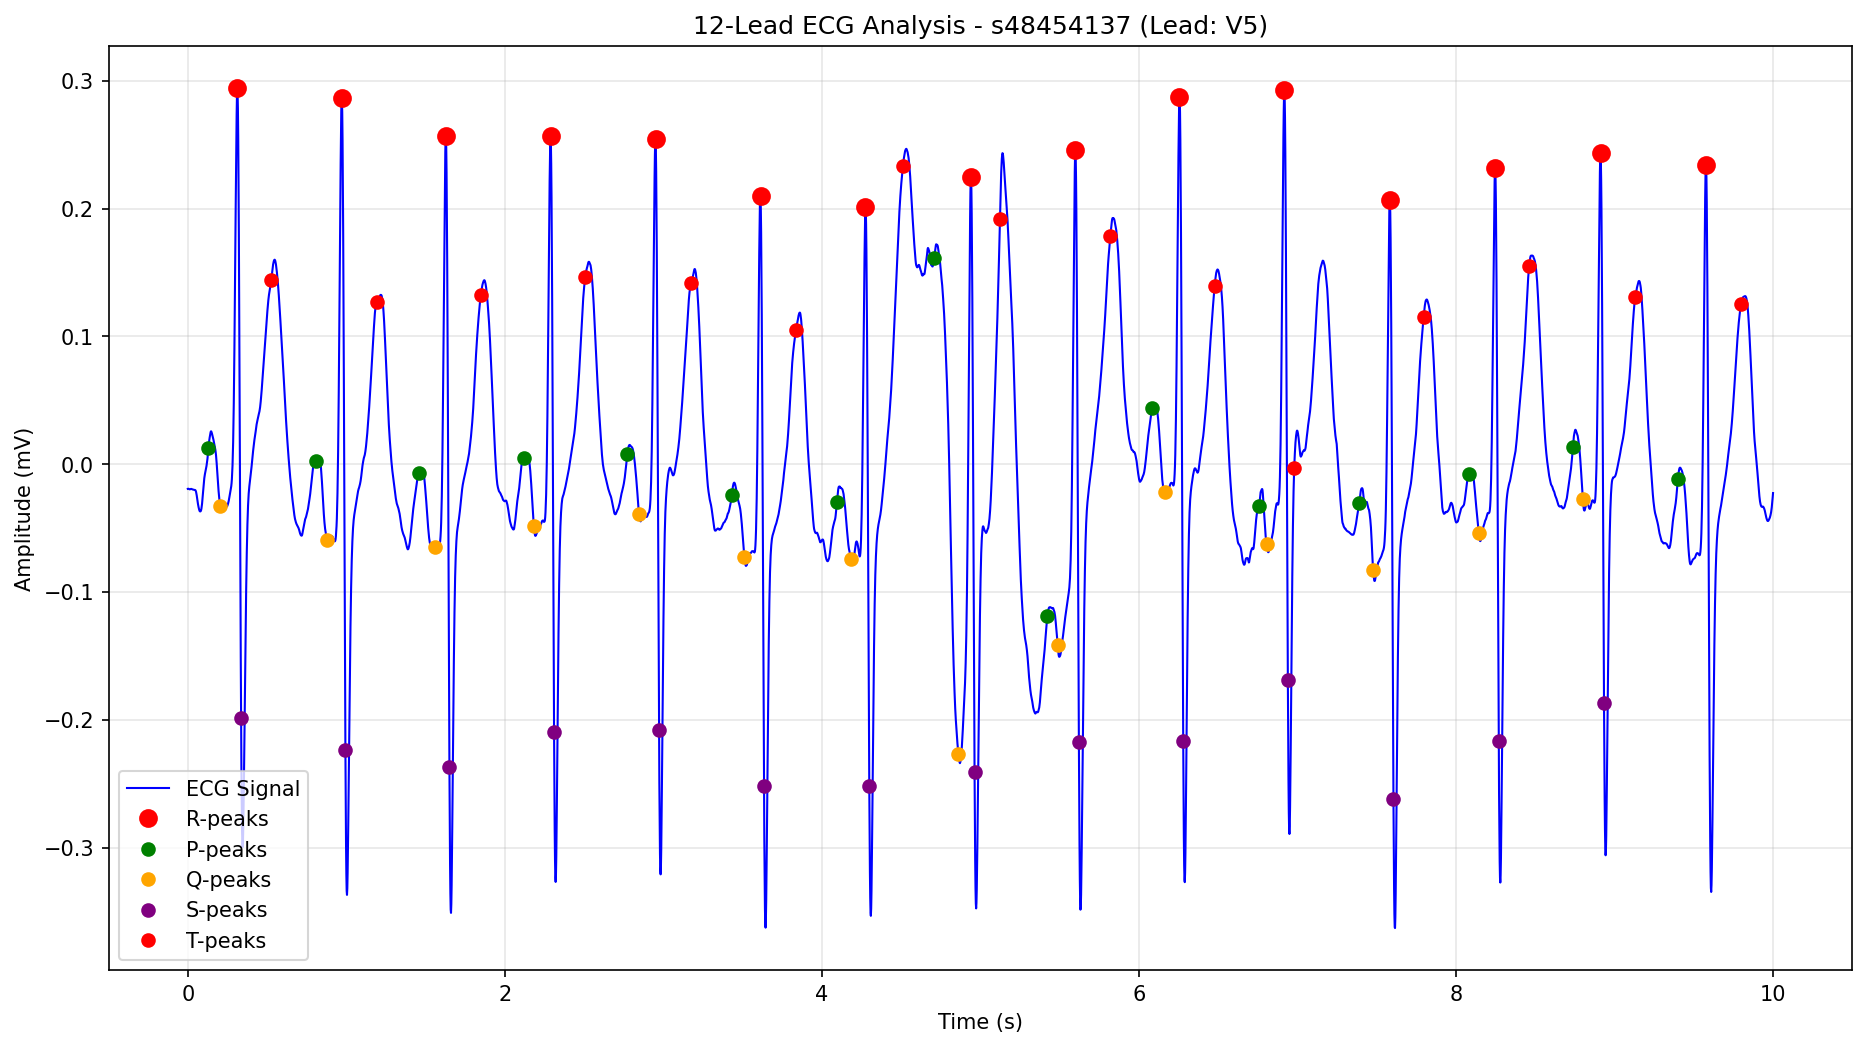 12-Lead ECG Analysis - s48454137 (Lead: V5)
0.3
0.2
0.1
0.0
−0.1
−0.2
−0.3
Amplitude (mV)
ECG Signal
R-peaks
P-peaks
Q-peaks
S-peaks
T-peaks
0 2 4 6 8 10
Time (s)